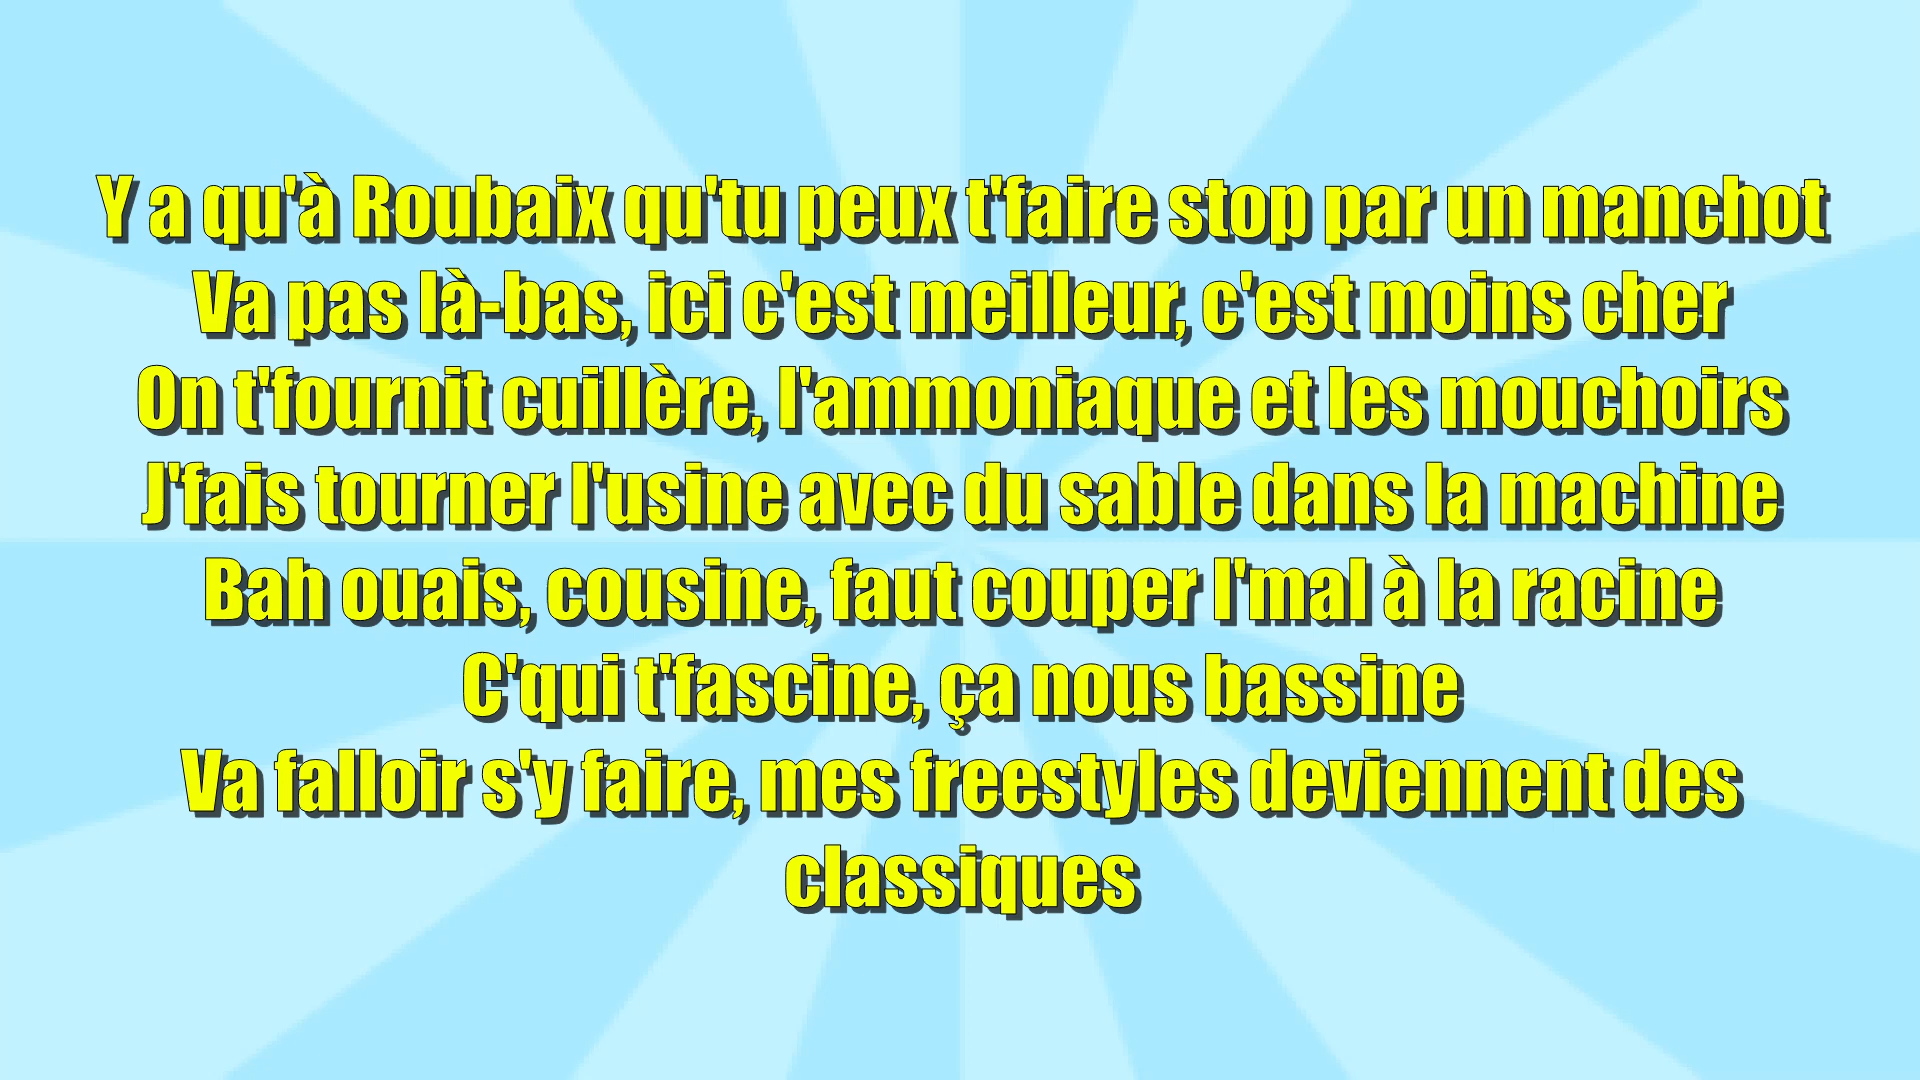 Y a qu'à Roubaix qu'tu peux t'faire stop par un manchot
Va pas là-bas, ici c'est meilleur, c'est moins cher
On t'fournit cuillère, l'ammoniaque et les mouchoirs
J'fais tourner l'usine avec du sable dans la machine
Bah ouais, cousine, faut couper l'mal à la racine
C'qui t'fascine, ça nous bassine
Va falloir s'y faire, mes freestyles deviennent des
classiques